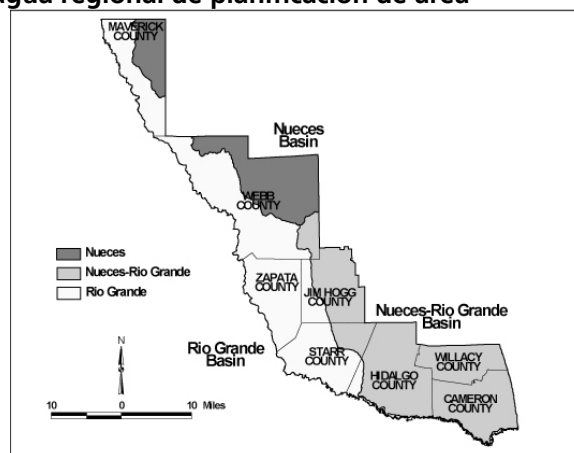 agua regional de planificación de área
MAVERICK
COUNTY
Nueces
Basin
WEBB
COUNTY
Nueces
Nueces-Rio Grande
Rio Grande
ZAPATA
COUNTY
JIM HOGG
COUNTY
Nueces-Rio Grande
Basin
Rio Grande
Basin
STARR
COUNTY
WILLACY
COUNTY
HIDALGO
COUNTY
CAMERON
COUNTY
N
10 0 10 Miles